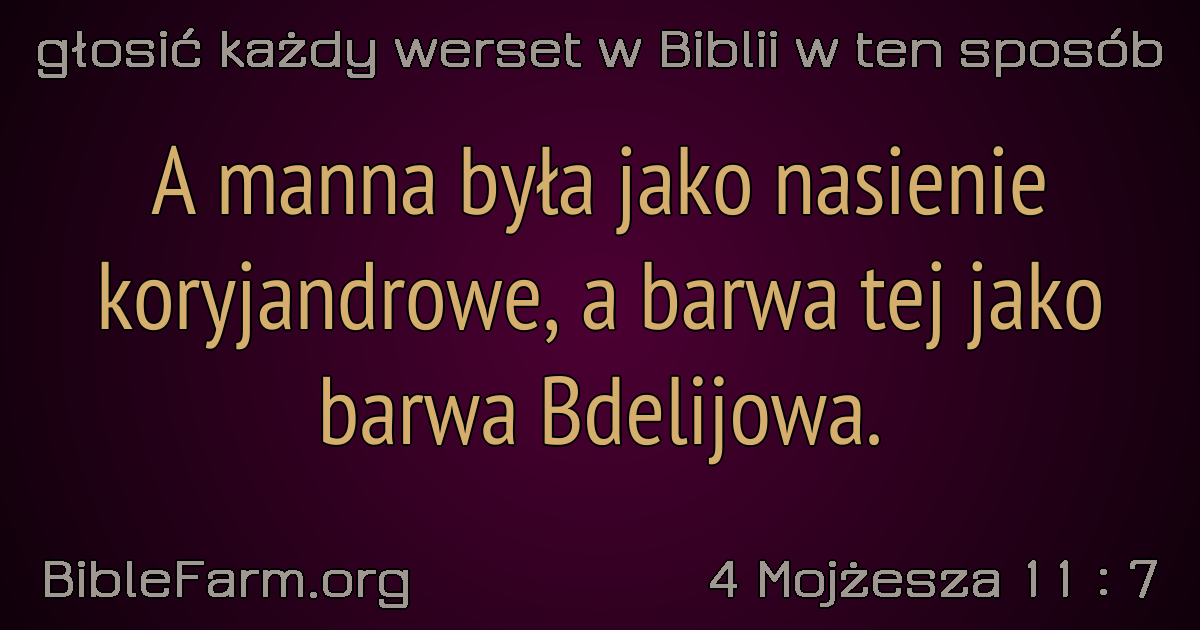 głosić każdy werset w Biblii w ten sposób
A manna była jako nasienie
koryjandrowe, a barwa tej jako
barwa Bdelijowa.
BibleFarm.org
4 Mojżesza 11 : 7